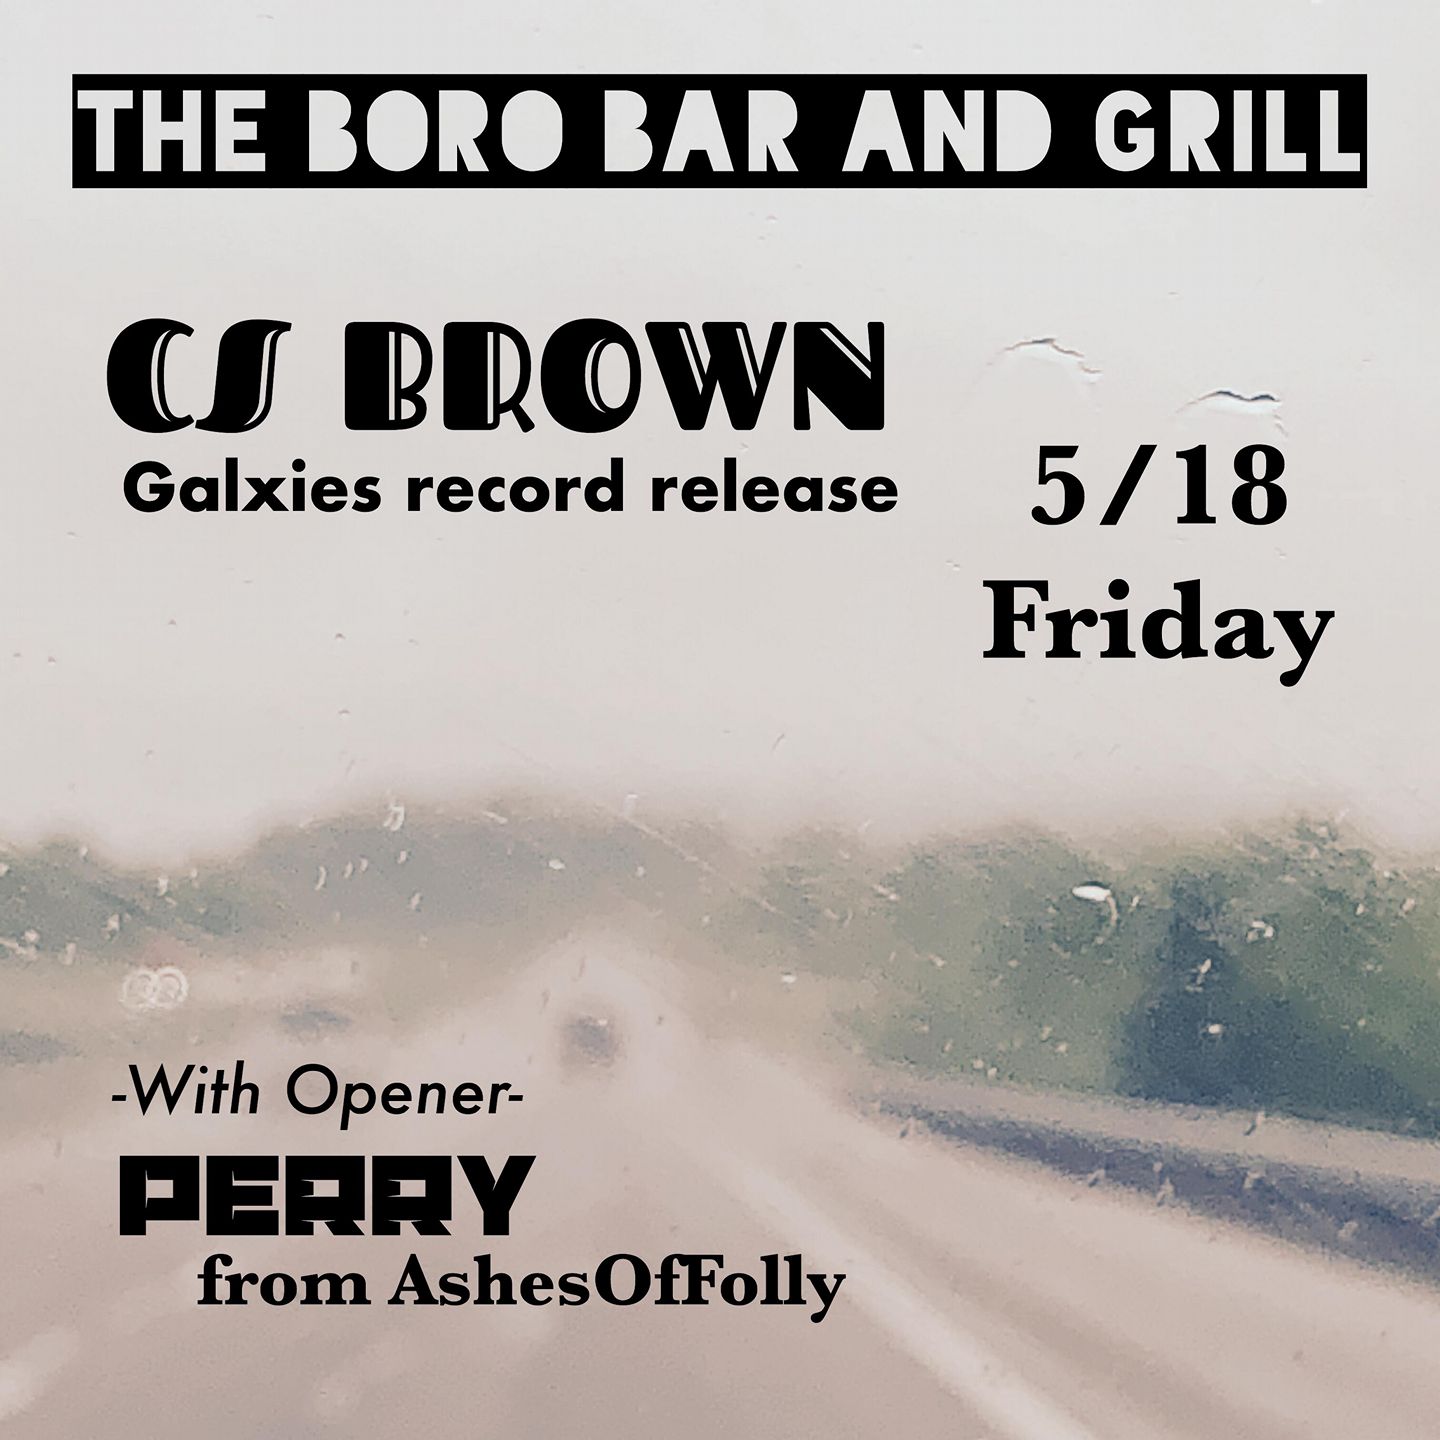 THE BORO BAR AND GRILL
CS BROWN
Galxies record release
5/18
Friday
-With Opener-
PERRY
from AshesOfFolly